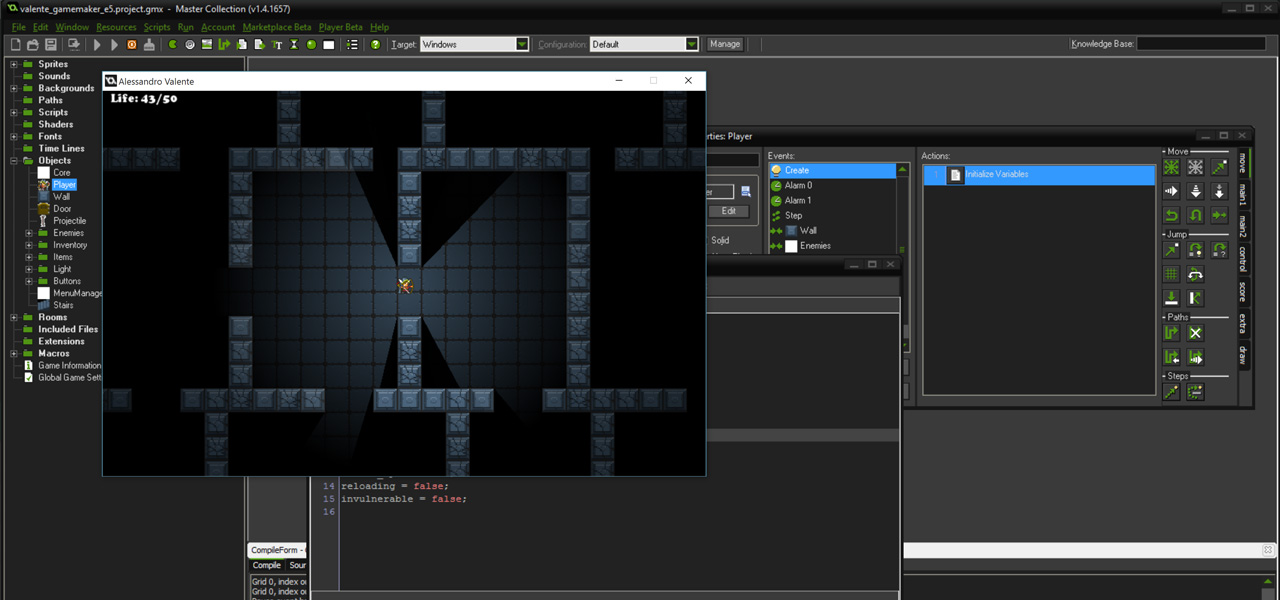 valente_gamemaker_e5.project.gmx - Master Collection (v1.4.1657)
File Edit Window Resources Scripts Run Account Marketplace Beta Player Beta Help
Target: Windows Configuration: Default Manage Knowledge Base:
Sprites
Sounds
Backgrounds
Paths
Scripts
Shaders
Fonts
Time Lines
Objects
Core
Player
Wall
Door
Projectile
Enemies
Inventory
Items
Light
Buttons
MenuManage
Stairs
Rooms
Included Files
Extensions
Macros
Game Information
Global Game Sett
Alessandro Valente
Life: 43/50
rties: Player
er
Edit
Solid
Events:
Create
Alarm 0
Alarm 1
Step
Wall
Enemies
Actions:
1 Initialize Variables
Move
Jump
Paths
Steps
move
main1
main2
control
score
extra
draw
14 reloading = false;
15 invulnerable = false;
16
CompileForm -
Compile Sour
Grid 0, index o
Grid 0, index o